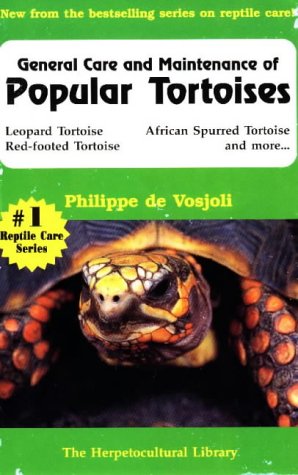 New from the bestselling series on reptile care!
General Care and Maintenance of
Popular Tortoises
Leopard Tortoise
Red-footed Tortoise
African Spurred Tortoise
and more...
Philippe de Vosjoli
#1
Reptile Care
Series
The Herpetocultural Library